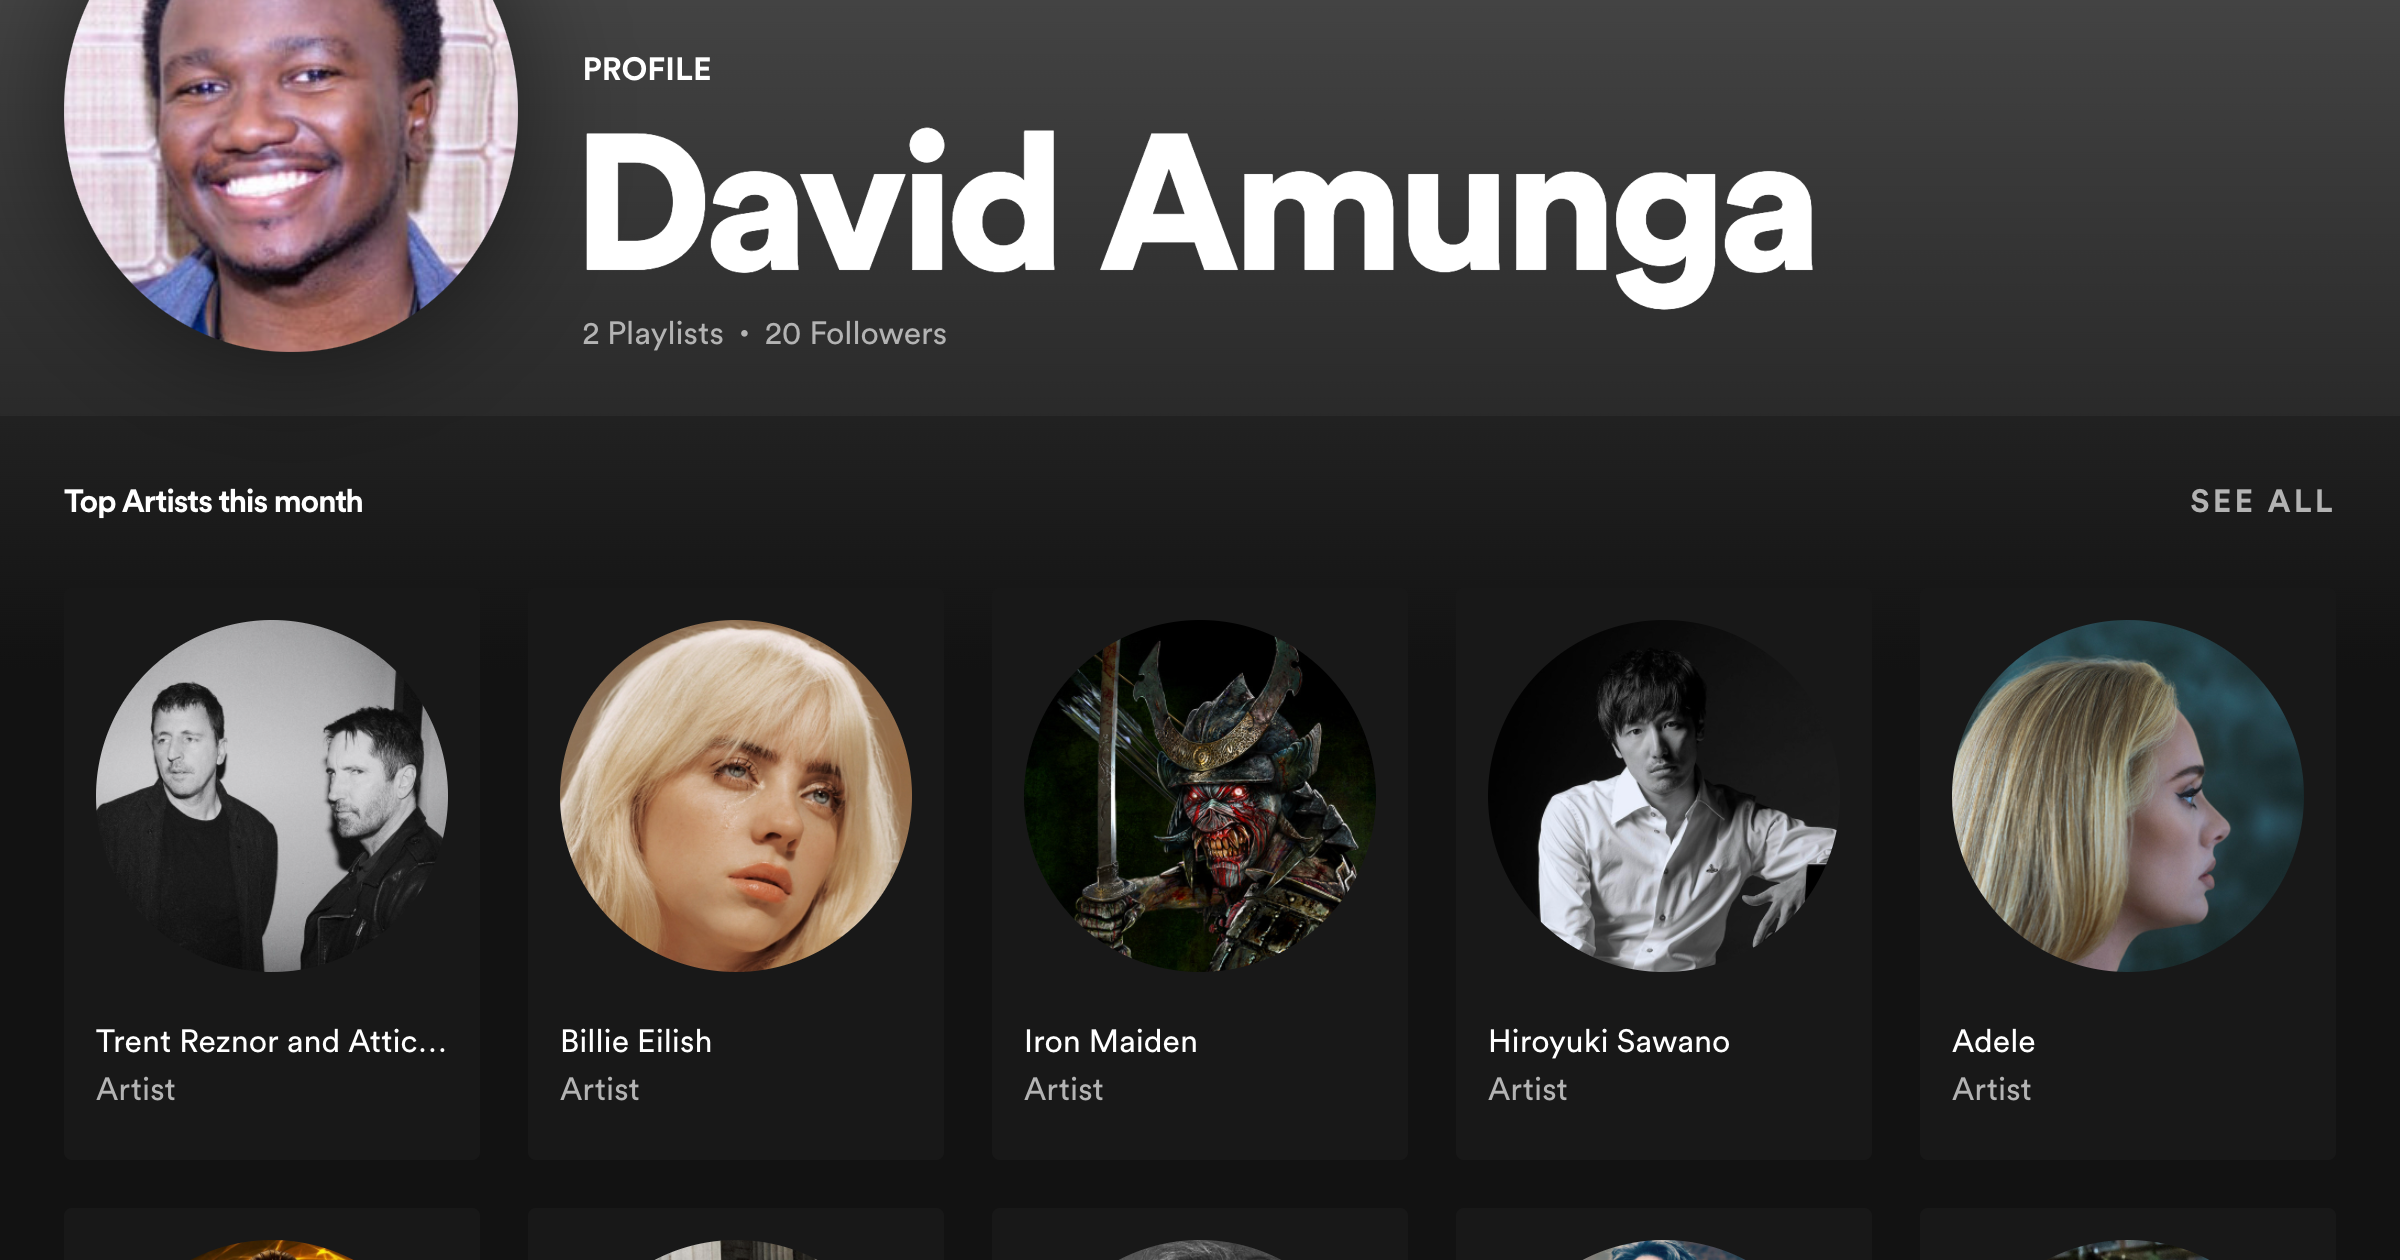 PROFILE
David Amunga
2 Playlists • 20 Followers
Top Artists this month
SEE ALL
Trent Reznor and Attic...
Artist
Billie Eilish
Artist
Iron Maiden
Artist
Hiroyuki Sawano
Artist
Adele
Artist